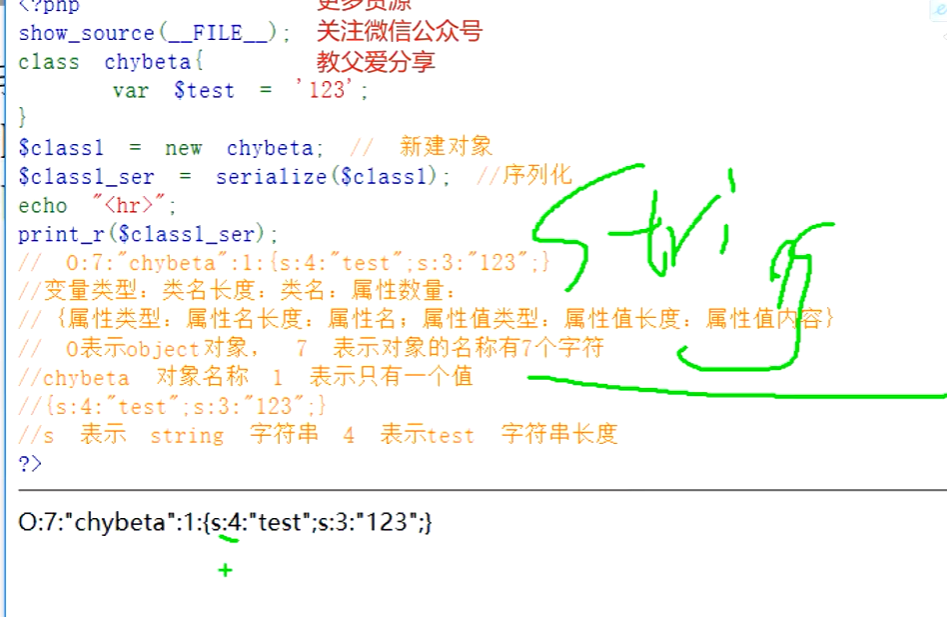 <?php
更多资源
show_source(__FILE__);
关注微信公众号
class chybeta{
教父爱分享
var $test = '123';
}
$class1 = new chybeta; // 新建对象
$class1_ser = serialize($class1); //序列化
echo "<hr>";
print_r($class1_ser);
// O:7:"chybeta":1:{s:4:"test";s:3:"123";}
//变量类型：类名长度：类名：属性数量：
// {属性类型：属性名长度：属性名；属性值类型：属性值长度：属性值内容}
// O表示object对象， 7 表示对象的名称有7个字符
//chybeta 对象名称 1 表示只有一个值
//{s:4:"test";s:3:"123";}
//s 表示 string 字符串 4 表示test 字符串长度
?>
String
O:7:"chybeta":1:{s:4:"test";s:3:"123";}